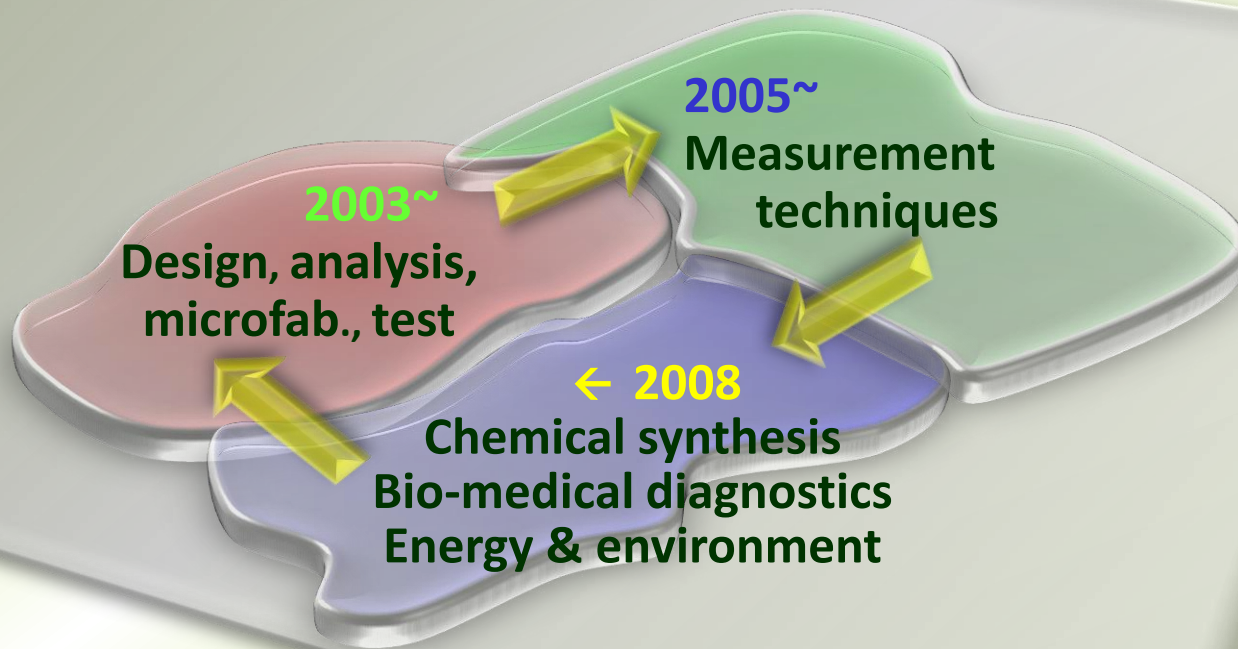 2003~
Design, analysis,
microfab., test
2005~
Measurement
techniques
← 2008
Chemical synthesis
Bio-medical diagnostics
Energy & environment